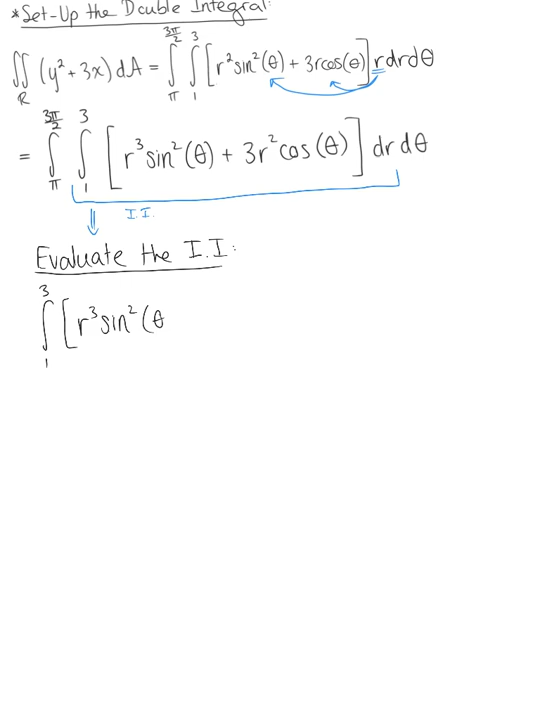 *Set-Up the Double Integral:
∬_R (y² + 3x) dA = ∫_π^{3π/2} ∫_1^3 [r² sin²(θ) + 3r cos(θ)] r dr dθ
= ∫_π^{3π/2} ∫_1^3 [r³ sin²(θ) + 3r² cos(θ)] dr dθ
I.I.
Evaluate the I.I:
∫_1^3 [r³ sin²(θ